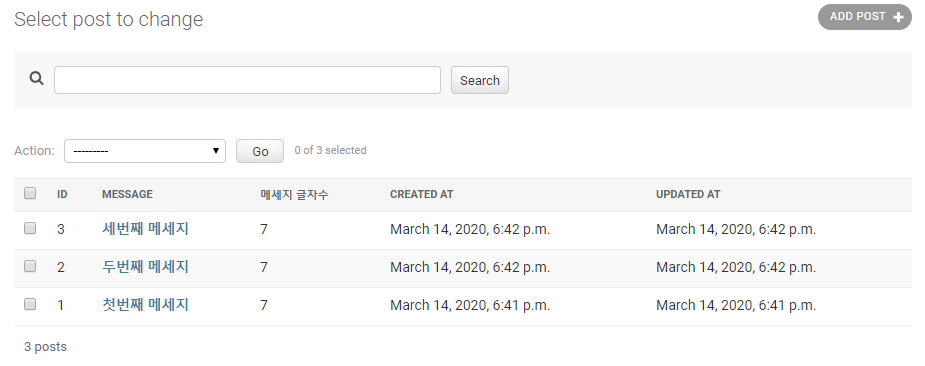 Select post to change
ADD POST +
Search
Action: --------- Go 0 of 3 selected
ID MESSAGE 메세지 글자수 CREATED AT UPDATED AT
3 세번째 메세지 7 March 14, 2020, 6:42 p.m. March 14, 2020, 6:42 p.m.
2 두번째 메세지 7 March 14, 2020, 6:42 p.m. March 14, 2020, 6:42 p.m.
1 첫번째 메세지 7 March 14, 2020, 6:41 p.m. March 14, 2020, 6:41 p.m.
3 posts